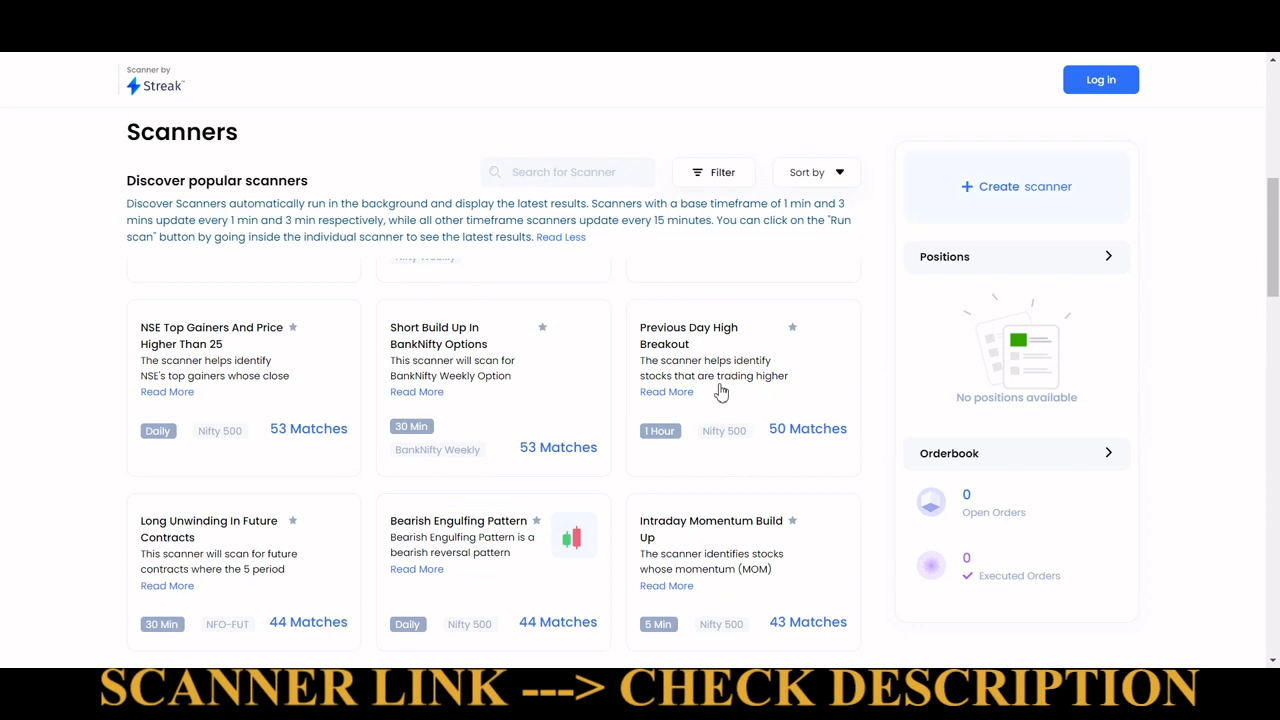 Scanner by
Streak™
Log in
Scanners
Search for Scanner
Filter
Sort by
Discover popular scanners
Discover Scanners automatically run in the background and display the latest results. Scanners with a base timeframe of 1 min and 3
mins update every 1 min and 3 min respectively, while all other timeframe scanners update every 15 minutes. You can click on the "Run
scan" button by going inside the individual scanner to see the latest results. Read Less
Nifty Weekly
NSE Top Gainers And Price
Higher Than 25
The scanner helps identify
NSE's top gainers whose close
Read More
Daily
Nifty 500
53 Matches
Short Build Up In
BankNifty Options
This scanner will scan for
BankNifty Weekly Option
Read More
30 Min
BankNifty Weekly
53 Matches
Previous Day High
Breakout
The scanner helps identify
stocks that are trading higher
Read More
1 Hour
Nifty 500
50 Matches
Long Unwinding In Future
Contracts
This scanner will scan for future
contracts where the 5 period
Read More
30 Min
NFO-FUT
44 Matches
Bearish Engulfing Pattern
Bearish Engulfing Pattern is a
bearish reversal pattern
Read More
Daily
Nifty 500
44 Matches
Intraday Momentum Build
Up
The scanner identifies stocks
whose momentum (MOM)
Read More
5 Min
Nifty 500
43 Matches
+ Create scanner
Positions
No positions available
Orderbook
0
Open Orders
0
Executed Orders
SCANNER LINK ---> CHECK DESCRIPTION